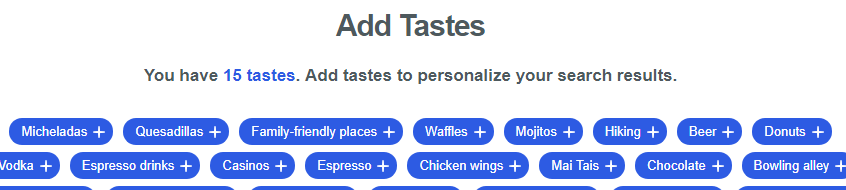 Add Tastes
You have 15 tastes. Add tastes to personalize your search results.
Micheladas + Quesadillas + Family-friendly places + Waffles + Mojitos + Hiking + Beer + Donuts +
Vodka + Espresso drinks + Casinos + Espresso + Chicken wings + Mai Tais + Chocolate + Bowling alley +